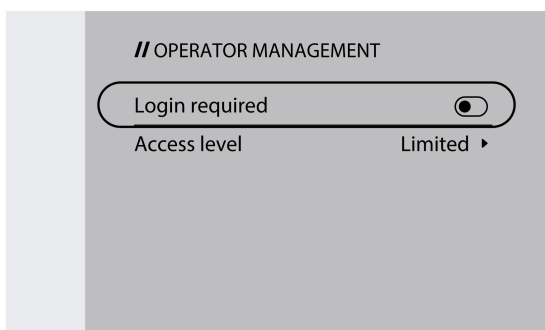 // OPERATOR MANAGEMENT
Login required
Access level Limited